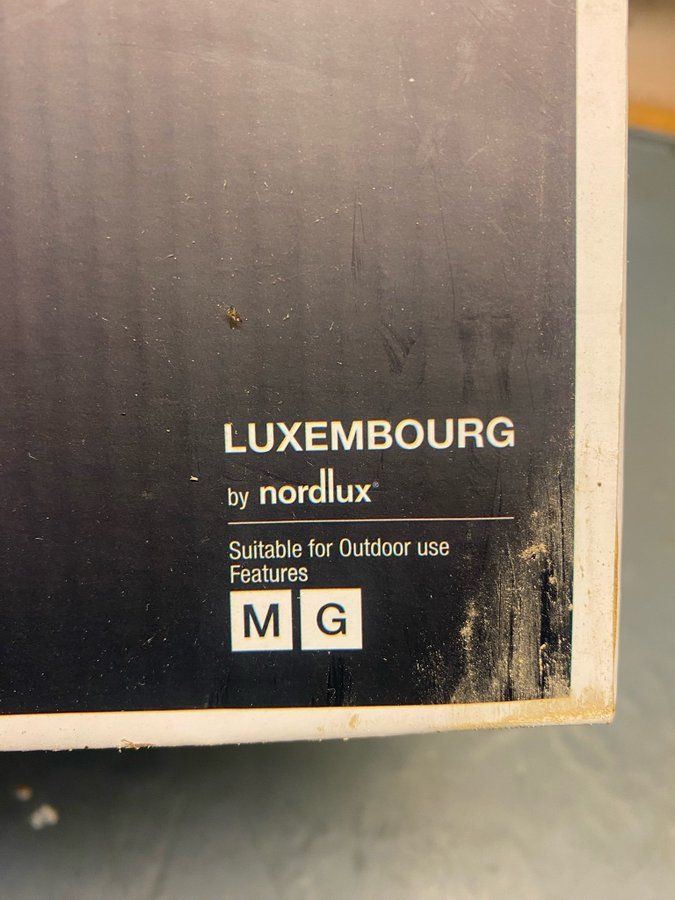 LUXEMBOURG
by nordlux®
Suitable for Outdoor use
Features
M G